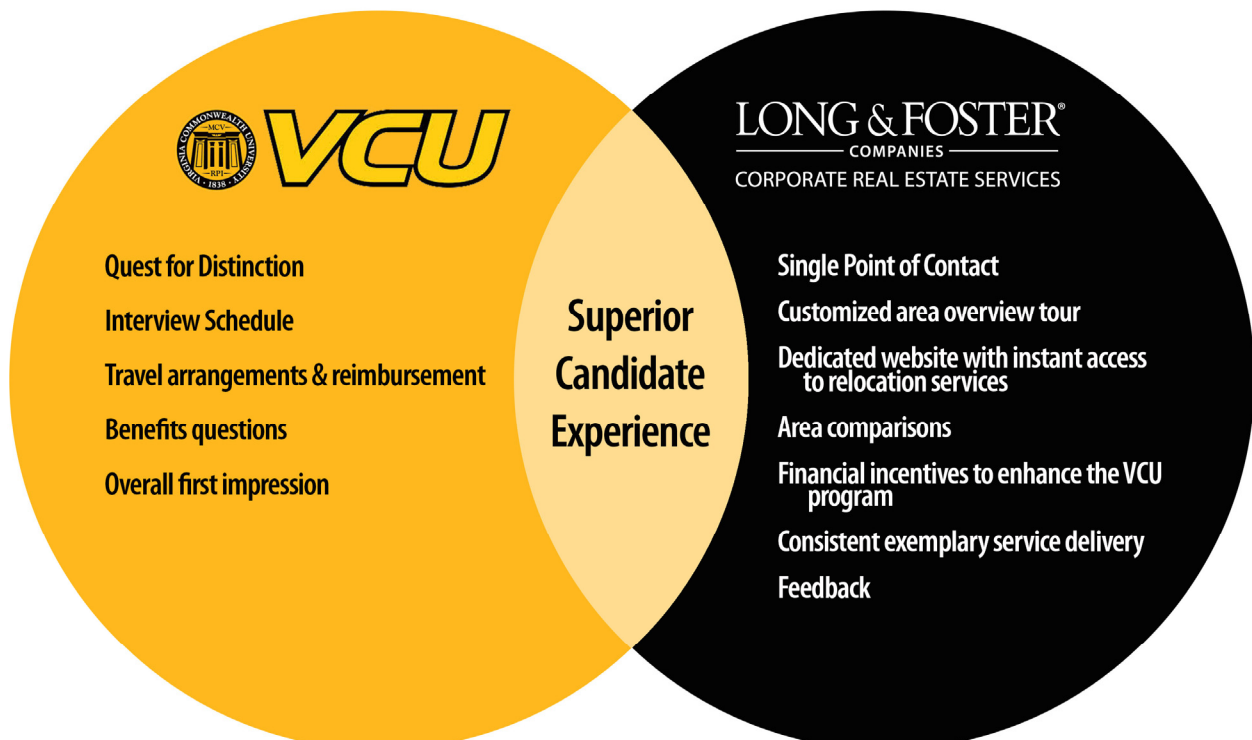 VIRGINIA COMMONWEALTH UNIVERSITY
MCV
RPI
· 1838 ·
VCU
Quest for Distinction
Interview Schedule
Travel arrangements & reimbursement
Benefits questions
Overall first impression
Superior
Candidate
Experience
LONG & FOSTER®
COMPANIES
CORPORATE REAL ESTATE SERVICES
Single Point of Contact
Customized area overview tour
Dedicated website with instant access
to relocation services
Area comparisons
Financial incentives to enhance the VCU
program
Consistent exemplary service delivery
Feedback